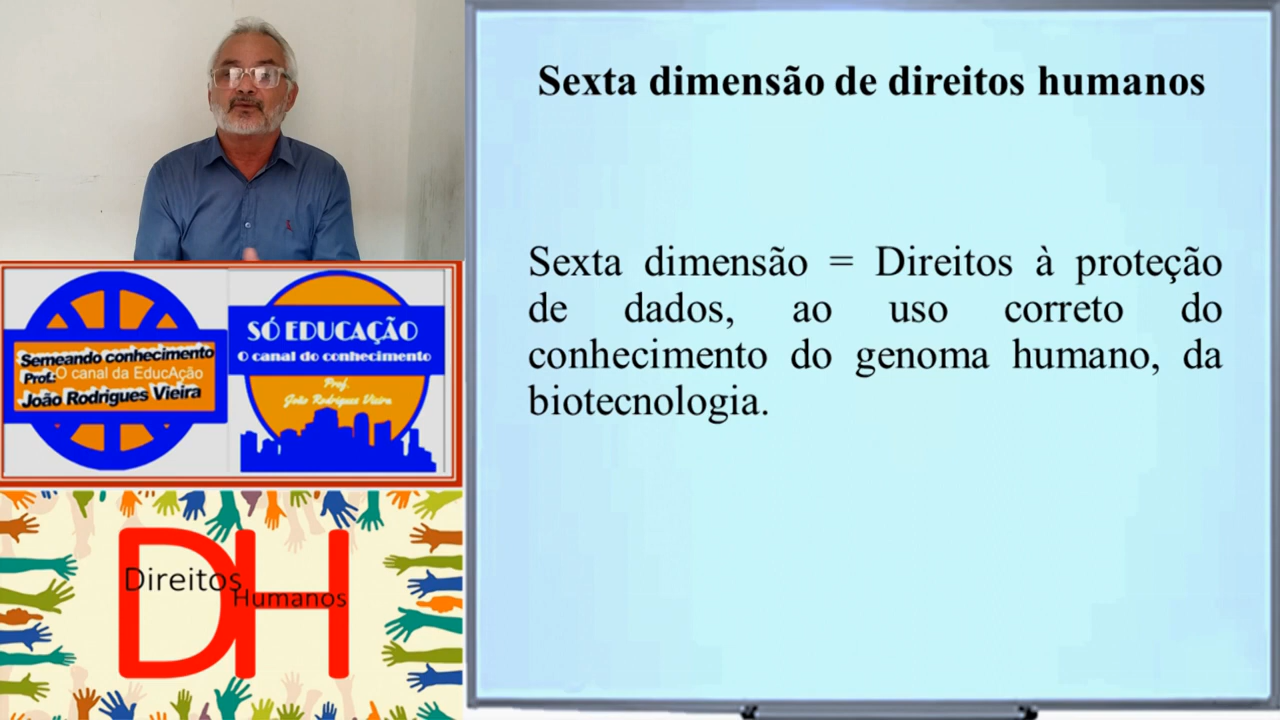 Sexta dimensão de direitos humanos
Sexta dimensão = Direitos à proteção
de dados, ao uso correto do
conhecimento do genoma humano, da
biotecnologia.
Semeando conhecimento
Prof.: O canal da EducAção
João Rodrigues Vieira
SÓ EDUCAÇÃO
O canal do conhecimento
Prof.
João Rodrigues Vieira
DH
Direitos
Humanos